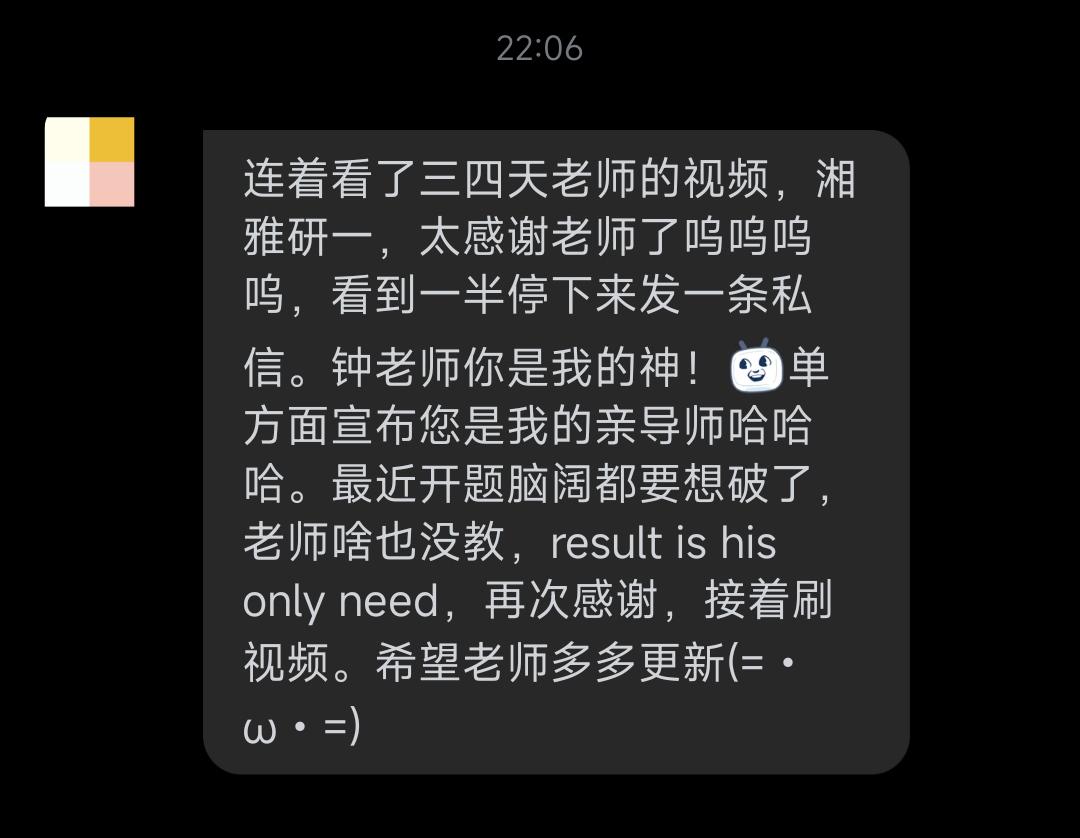 22:06
连着看了三四天老师的视频，湘
雅研一，太感谢老师了呜呜呜
呜，看到一半停下来发一条私
信。钟老师你是我的神！单
方面宣布您是我的亲导师哈哈
哈。最近开题脑阔都要想破了，
老师啥也没教，result is his
only need，再次感谢，接着刷
视频。希望老师多多更新(=・
ω・=)